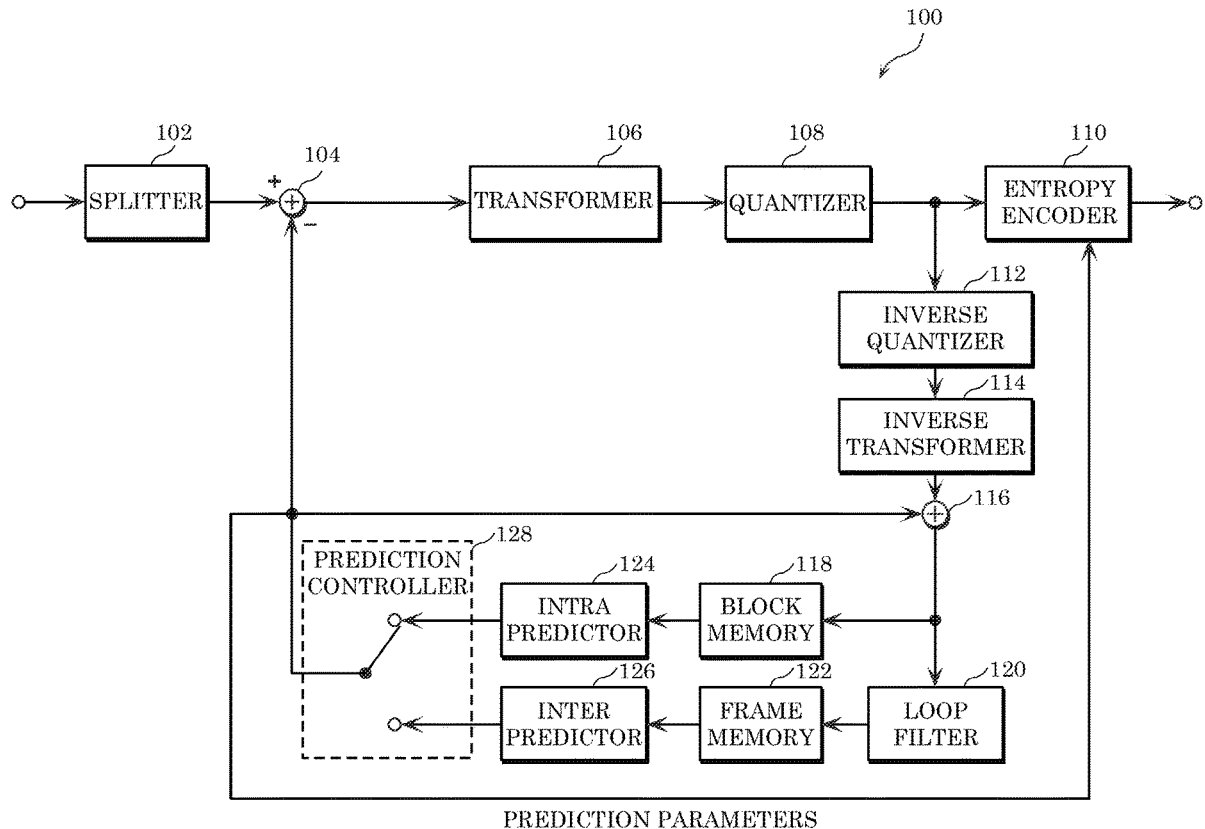 100
102
104
106
108
110
SPLITTER
+
−
+
TRANSFORMER
QUANTIZER
ENTROPY
ENCODER
112
INVERSE
QUANTIZER
114
INVERSE
TRANSFORMER
116
+
128
PREDICTION
CONTROLLER
124
INTRA
PREDICTOR
118
BLOCK
MEMORY
126
INTER
PREDICTOR
122
FRAME
MEMORY
120
LOOP
FILTER
PREDICTION PARAMETERS